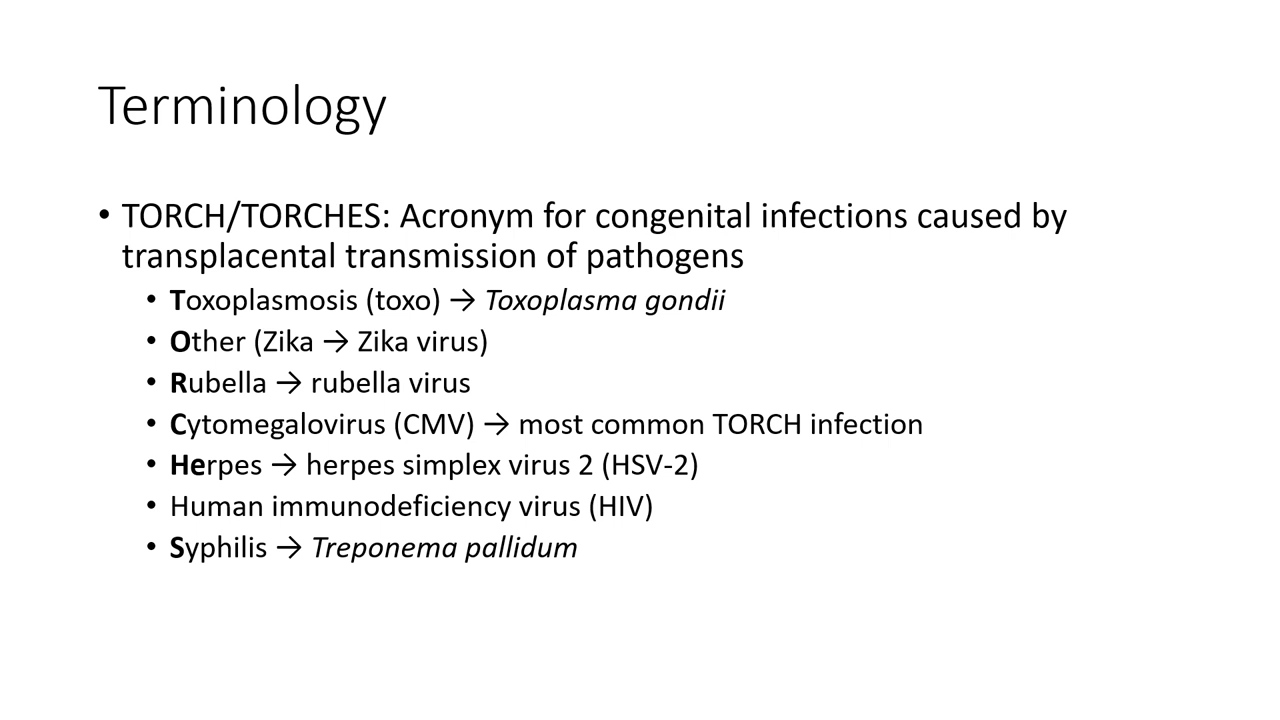 Terminology
• TORCH/TORCHES: Acronym for congenital infections caused by
transplacental transmission of pathogens
• Toxoplasmosis (toxo) → Toxoplasma gondii
• Other (Zika → Zika virus)
• Rubella → rubella virus
• Cytomegalovirus (CMV) → most common TORCH infection
• Herpes → herpes simplex virus 2 (HSV-2)
• Human immunodeficiency virus (HIV)
• Syphilis → Treponema pallidum